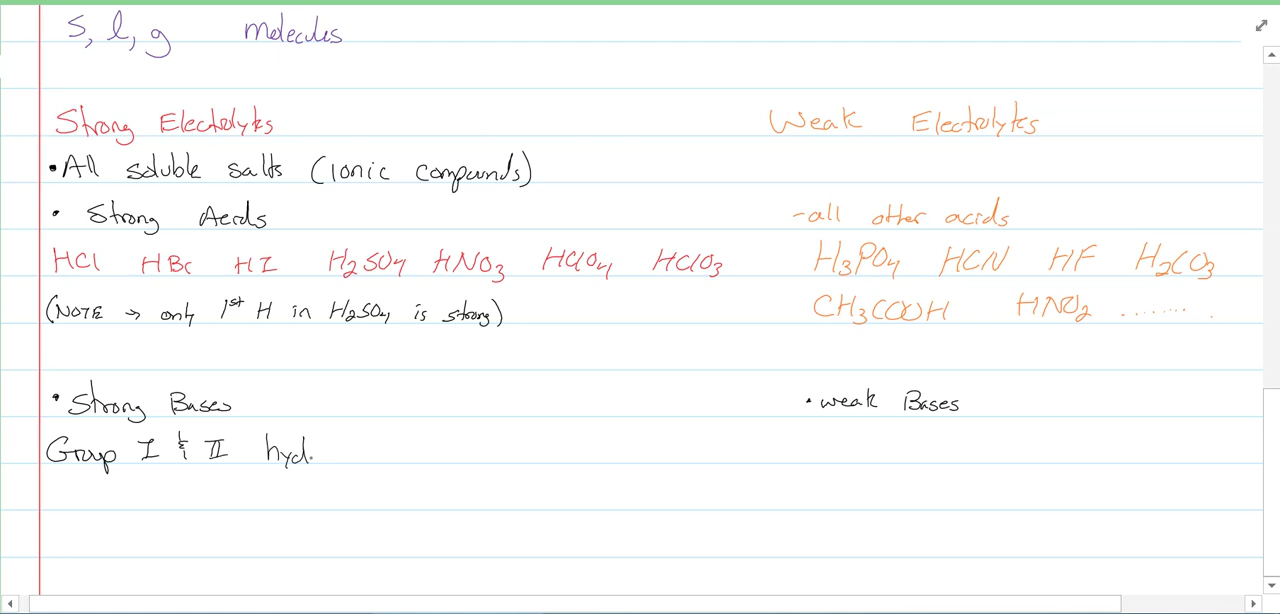 s, l, g molecules
Strong Electrolytes Weak Electrolytes
• All soluble salts (ionic compounds)
• Strong Acids -all other acids
HCl HBr HI H₂SO₄ HNO₃ HClO₄ HClO₃ H₃PO₄ HCN HF H₂CO₃
(NOTE → only 1st H in H₂SO₄ is strong) CH₃COOH HNO₂ .........
• Strong Bases • weak Bases
Group I & II hyd